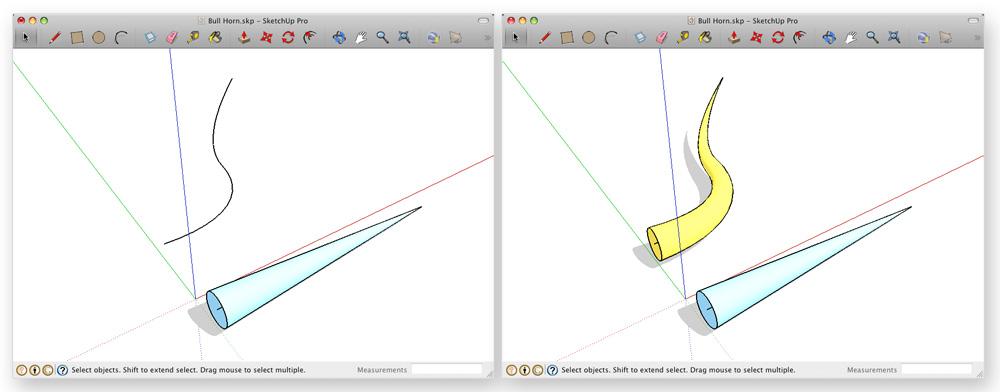 Bull Horn.skp – SketchUp Pro
Select objects. Shift to extend select. Drag mouse to select multiple.
Measurements
Bull Horn.skp – SketchUp Pro
Select objects. Shift to extend select. Drag mouse to select multiple.
Measurements